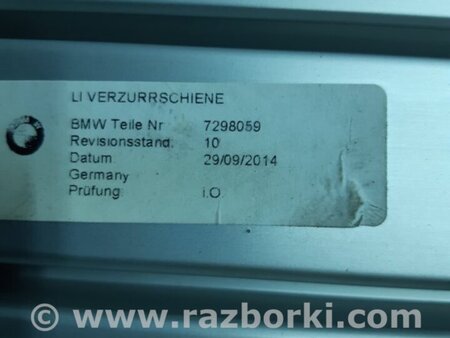 LI VERZURRSCHIENE
BMW Teile Nr 7298059
Revisionsstand: 10
Datum 29/09/2014
Germany
Prüfung: i.O
© www.razborki.com